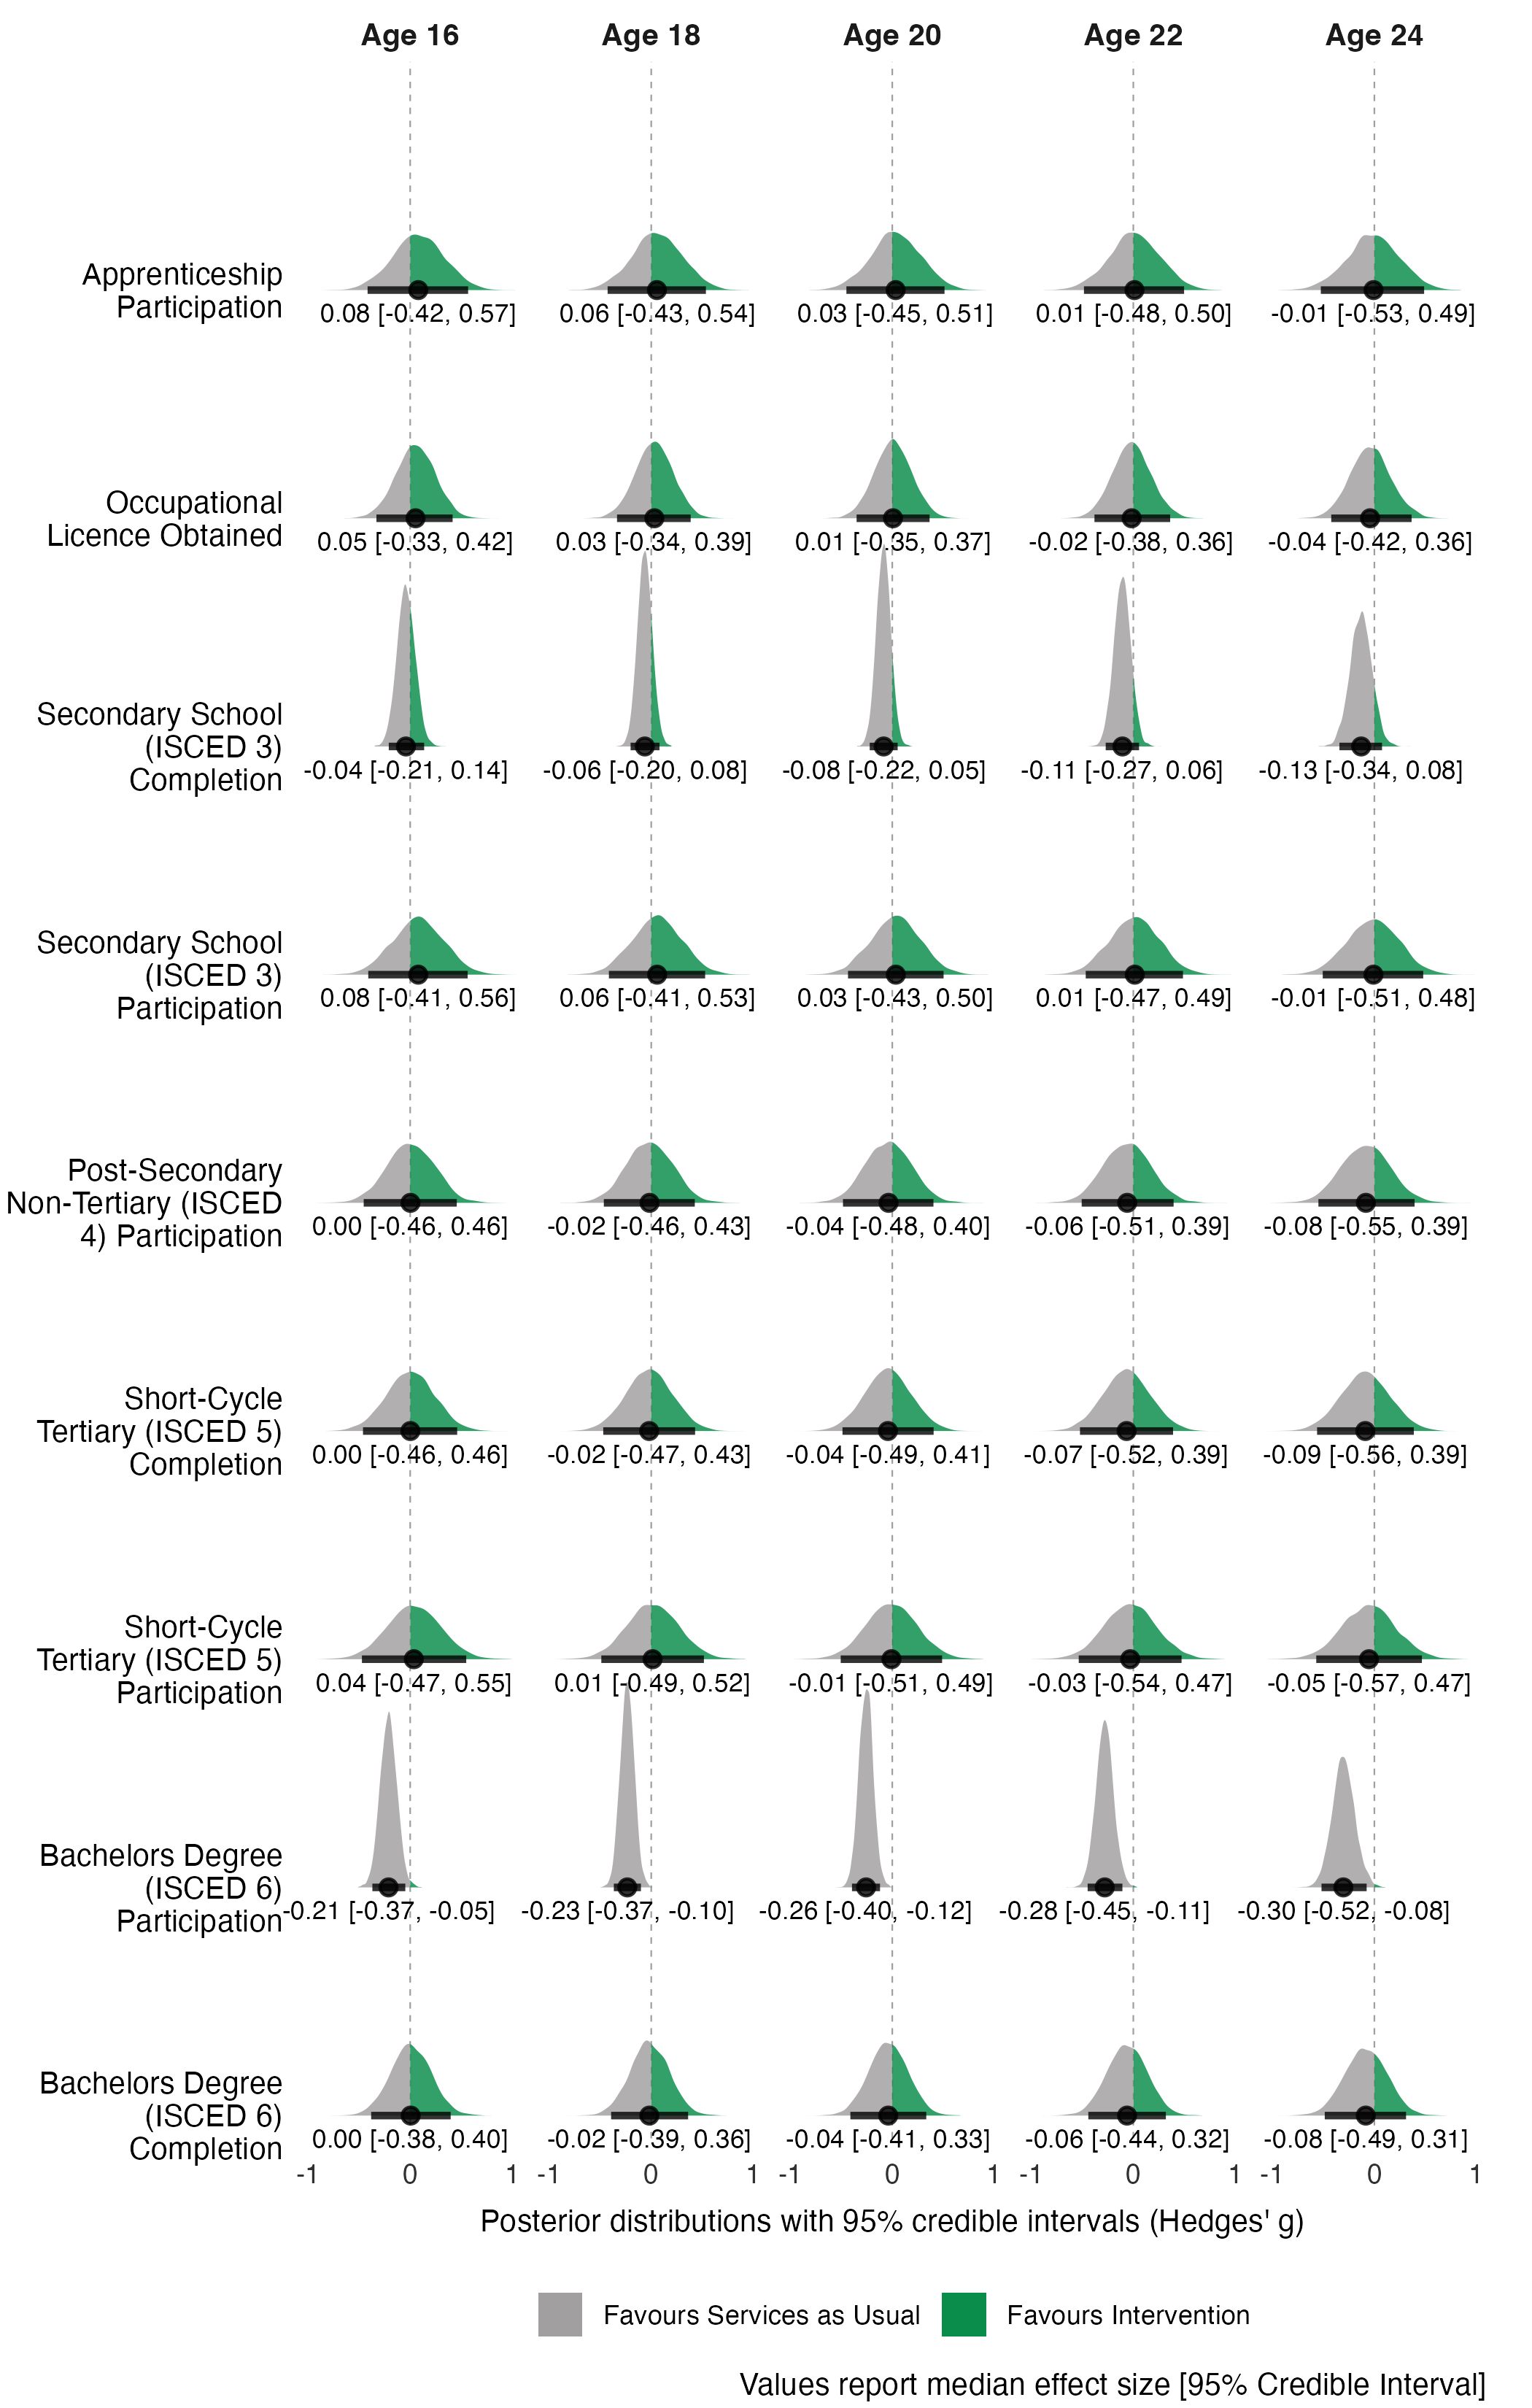 Age 16 Age 18 Age 20 Age 22 Age 24
Apprenticeship
Participation
0.08 [-0.42, 0.57] 0.06 [-0.43, 0.54] 0.03 [-0.45, 0.51] 0.01 [-0.48, 0.50] -0.01 [-0.53, 0.49]
Occupational
Licence Obtained
0.05 [-0.33, 0.42] 0.03 [-0.34, 0.39] 0.01 [-0.35, 0.37] -0.02 [-0.38, 0.36] -0.04 [-0.42, 0.36]
Secondary School
(ISCED 3)
Completion
-0.04 [-0.21, 0.14] -0.06 [-0.20, 0.08] -0.08 [-0.22, 0.05] -0.11 [-0.27, 0.06] -0.13 [-0.34, 0.08]
Secondary School
(ISCED 3)
Participation
0.08 [-0.41, 0.56] 0.06 [-0.41, 0.53] 0.03 [-0.43, 0.50] 0.01 [-0.47, 0.49] -0.01 [-0.51, 0.48]
Post-Secondary
Non-Tertiary (ISCED
4) Participation
0.00 [-0.46, 0.46] -0.02 [-0.46, 0.43] -0.04 [-0.48, 0.40] -0.06 [-0.51, 0.39] -0.08 [-0.55, 0.39]
Short-Cycle
Tertiary (ISCED 5)
Completion
0.00 [-0.46, 0.46] -0.02 [-0.47, 0.43] -0.04 [-0.49, 0.41] -0.07 [-0.52, 0.39] -0.09 [-0.56, 0.39]
Short-Cycle
Tertiary (ISCED 5)
Participation
0.04 [-0.47, 0.55] 0.01 [-0.49, 0.52] -0.01 [-0.51, 0.49] -0.03 [-0.54, 0.47] -0.05 [-0.57, 0.47]
Bachelors Degree
(ISCED 6)
Participation
-0.21 [-0.37, -0.05] -0.23 [-0.37, -0.10] -0.26 [-0.40, -0.12] -0.28 [-0.45, -0.11] -0.30 [-0.52, -0.08]
Bachelors Degree
(ISCED 6)
Completion
0.00 [-0.38, 0.40] -0.02 [-0.39, 0.36] -0.04 [-0.41, 0.33] -0.06 [-0.44, 0.32] -0.08 [-0.49, 0.31]
-1 0 1 -1 0 1 -1 0 1 -1 0 1 -1 0 1
Posterior distributions with 95% credible intervals (Hedges' g)
Favours Services as Usual Favours Intervention
Values report median effect size [95% Credible Interval]